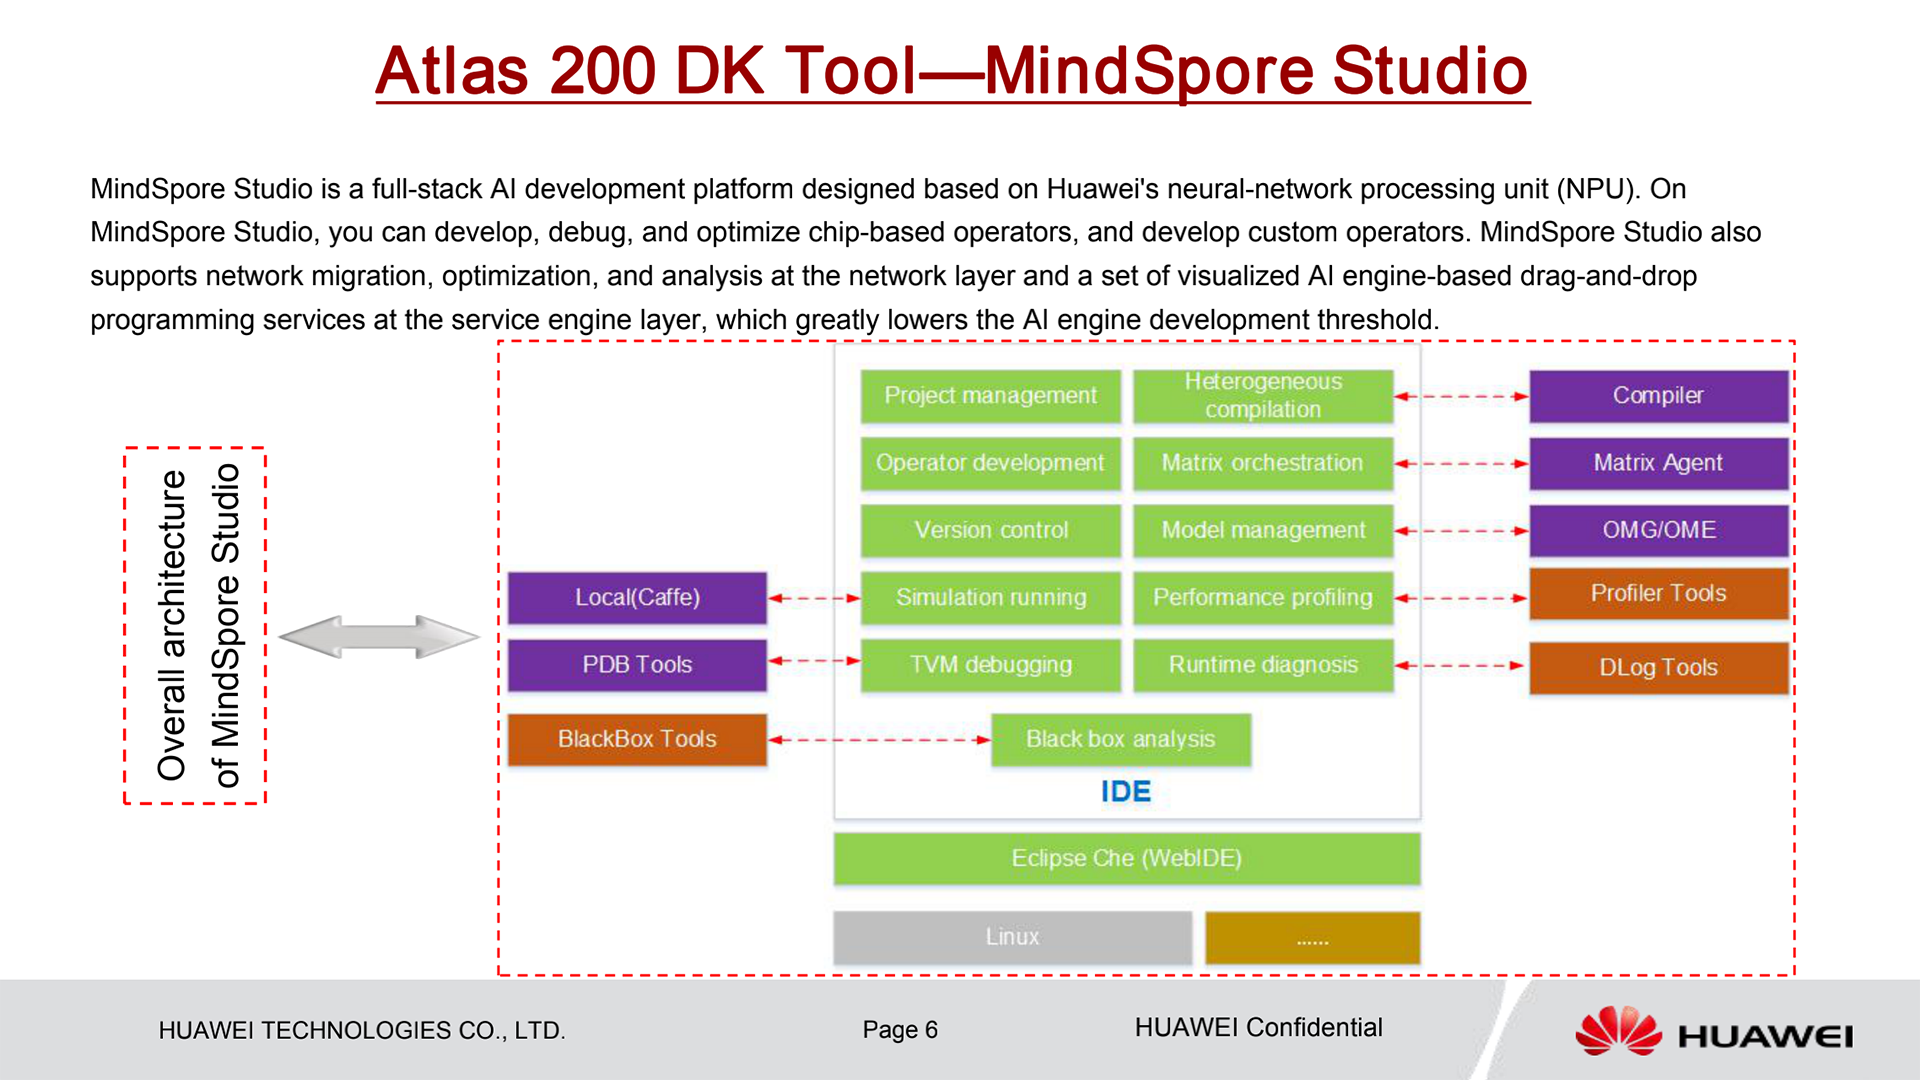 Atlas 200 DK Tool—MindSpore Studio
MindSpore Studio is a full-stack AI development platform designed based on Huawei's neural-network processing unit (NPU). On
MindSpore Studio, you can develop, debug, and optimize chip-based operators, and develop custom operators. MindSpore Studio also
supports network migration, optimization, and analysis at the network layer and a set of visualized AI engine-based drag-and-drop
programming services at the service engine layer, which greatly lowers the AI engine development threshold.
Overall architecture
of MindSpore Studio
Project management
Heterogeneous
compilation
Compiler
Operator development
Matrix orchestration
Matrix Agent
Version control
Model management
OMG/OME
Local(Caffe)
Simulation running
Performance profiling
Profiler Tools
PDB Tools
TVM debugging
Runtime diagnosis
DLog Tools
BlackBox Tools
Black box analysis
IDE
Eclipse Che (WebIDE)
Linux
......
HUAWEI TECHNOLOGIES CO., LTD.
Page 6
HUAWEI Confidential
HUAWEI